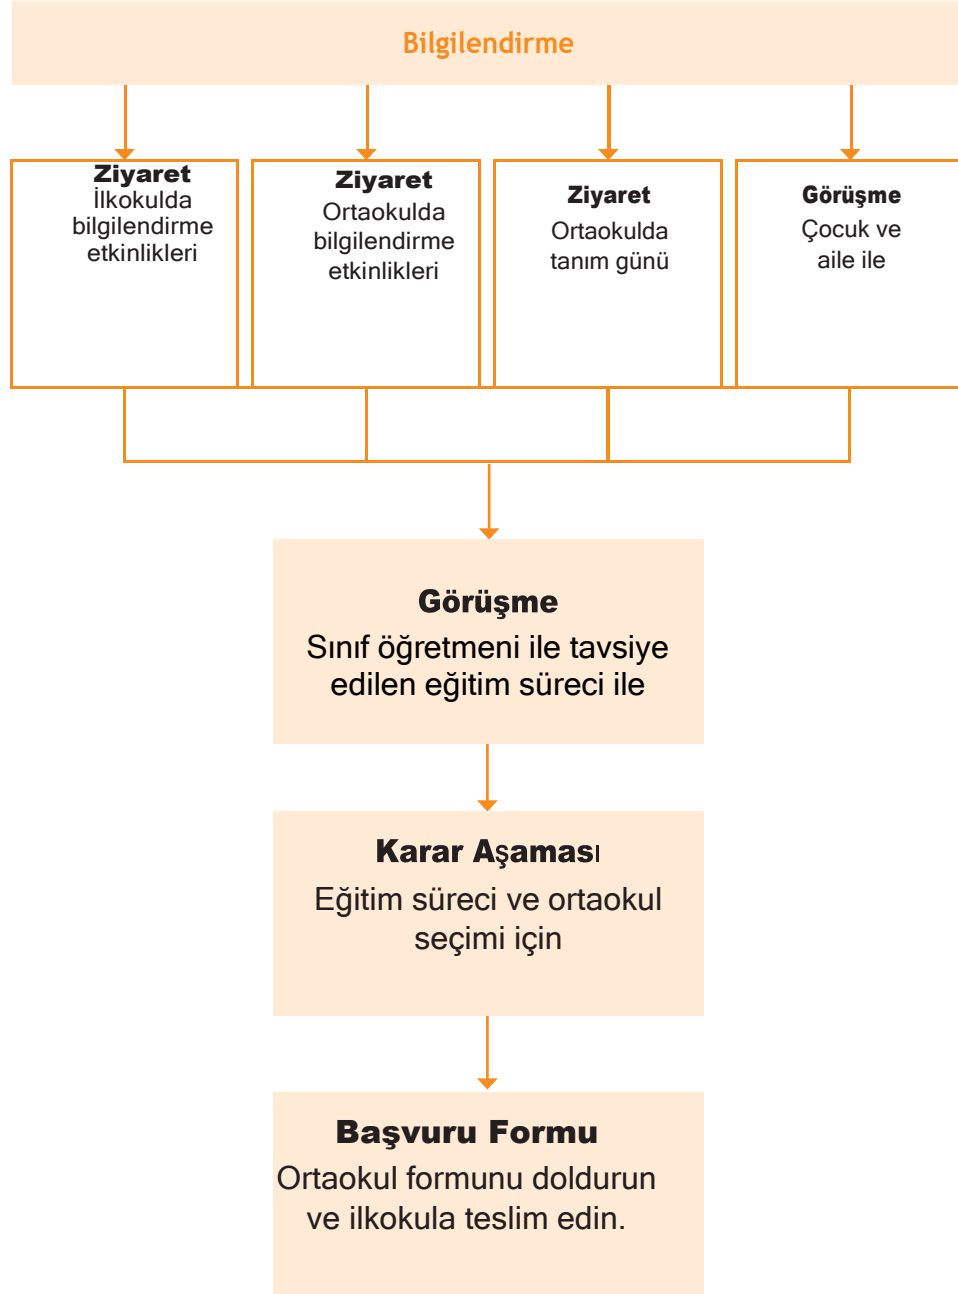 Bilgilendirme
Ziyaret
İlkokulda
bilgilendirme
etkinlikleri
Ziyaret
Ortaokulda
bilgilendirme
etkinlikleri
Ziyaret
Ortaokulda
tanım günü
Görüşme
Çocuk ve
aile ile
Görüşme
Sınıf öğretmeni ile tavsiye
edilen eğitim süreci ile
Karar Aşaması
Eğitim süreci ve ortaokul
seçimi için
Başvuru Formu
Ortaokul formunu doldurun
ve ilkokula teslim edin.